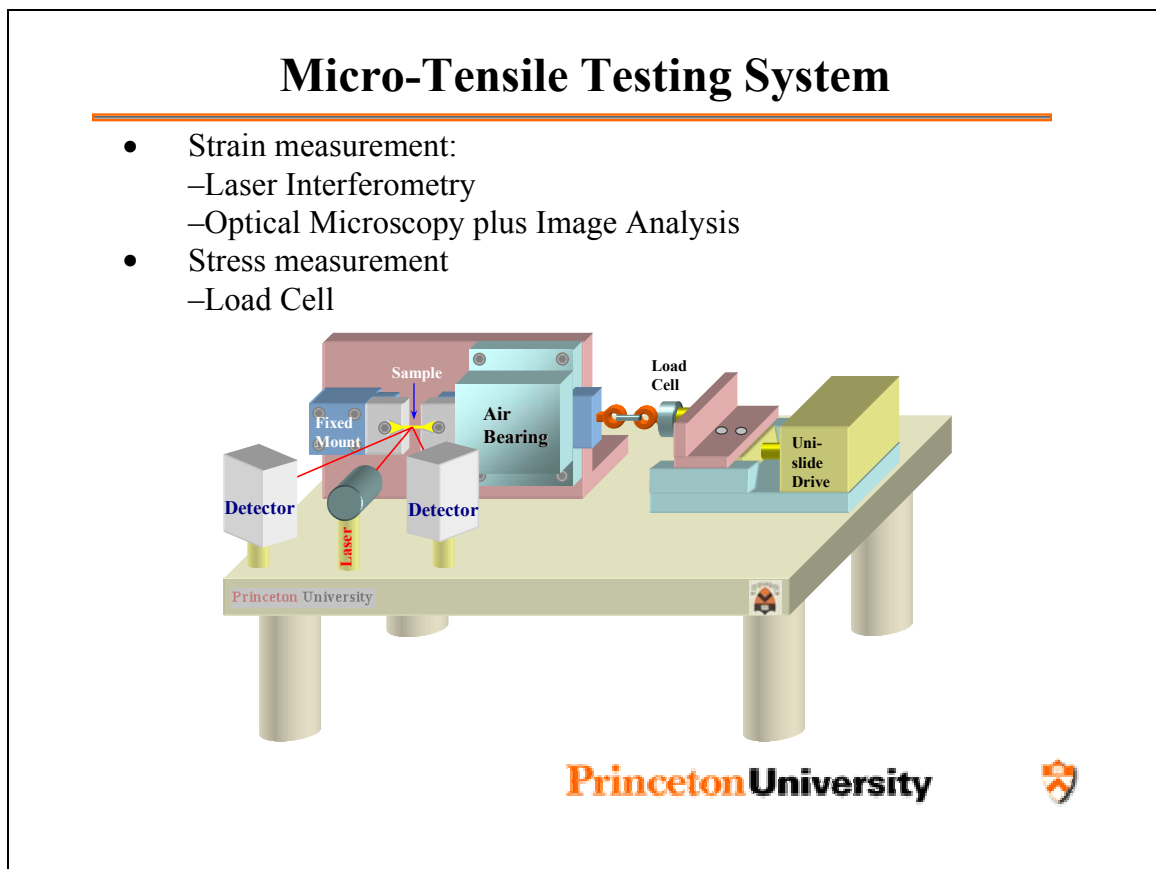 Micro-Tensile Testing System
• Strain measurement:
–Laser Interferometry
–Optical Microscopy plus Image Analysis
• Stress measurement
–Load Cell
Sample
Load
Cell
Fixed
Mount
Air
Bearing
Uni-
slide
Drive
Detector
Detector
Laser
Princeton University
Princeton University